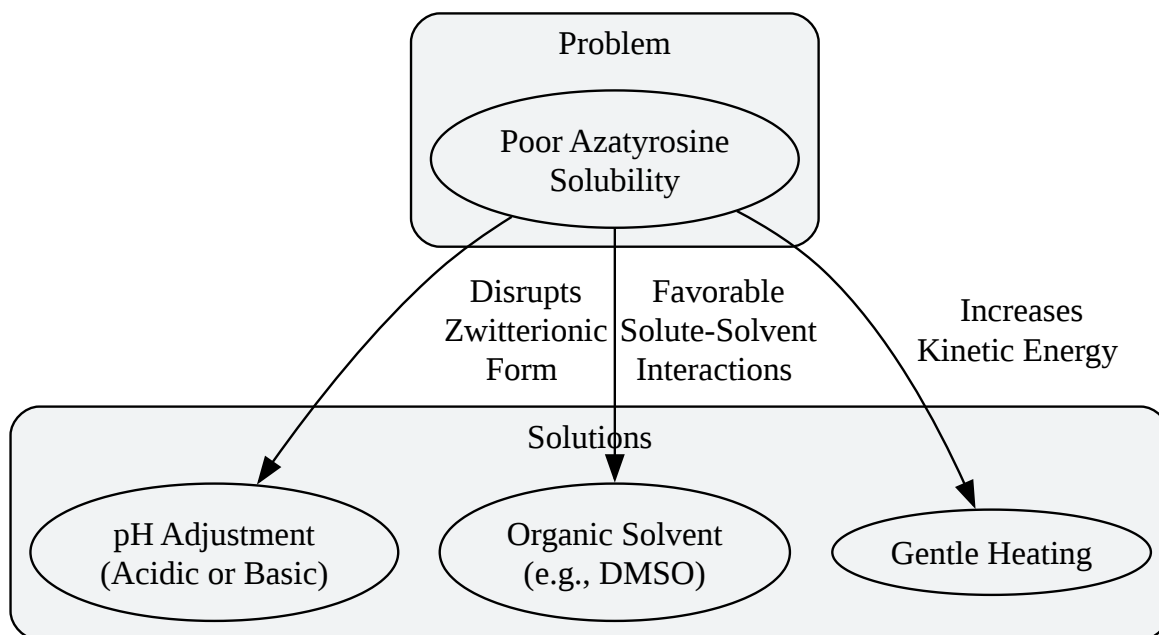 Problem
Poor Azatyrosine
Solubility
Disrupts
Zwitterionic
Form
Favorable
Solute-Solvent
Interactions
Increases
Kinetic Energy
Solutions
pH Adjustment
(Acidic or Basic)
Organic Solvent
(e.g., DMSO)
Gentle Heating